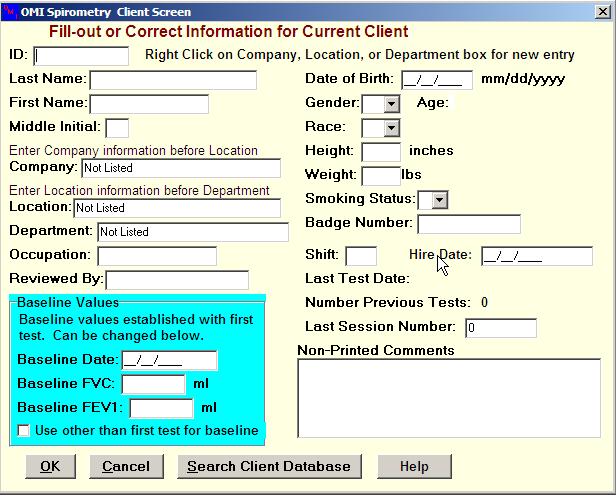 OMI Spirometry Client Screen
Fill-out or Correct Information for Current Client
ID:
Right Click on Company, Location, or Department box for new entry
Last Name:
Date of Birth: __/__/____ mm/dd/yyyy
First Name:
Gender: Age:
Middle Initial:
Race:
Enter Company information before Location
Height: inches
Company: Not Listed
Weight: lbs
Enter Location information before Department
Smoking Status:
Location: Not Listed
Badge Number:
Department: Not Listed
Occupation:
Shift: Hire Date: __/__/____
Reviewed By:
Last Test Date:
Number Previous Tests: 0
Last Session Number: 0
Baseline Values
Baseline values established with first
test. Can be changed below.
Baseline Date: __/__/____
Baseline FVC: ml
Baseline FEV1: ml
Use other than first test for baseline
Non-Printed Comments
OK
Cancel
Search Client Database
Help